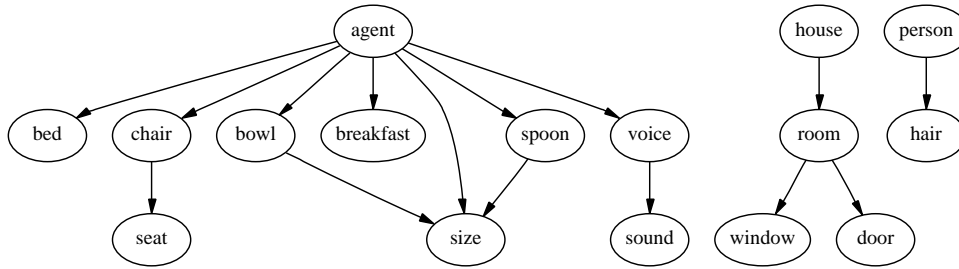 agent house person
bed chair bowl breakfast spoon voice room hair
seat size sound window door